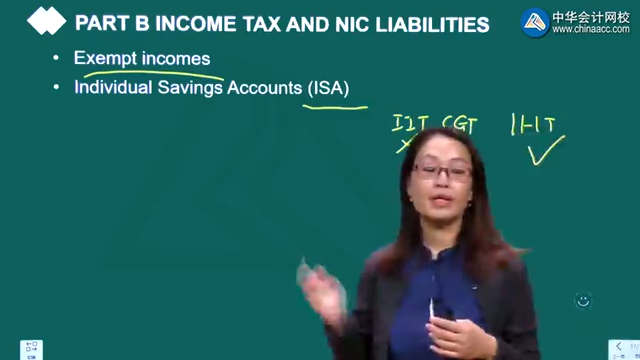 中华会计网校
www.chinaacc.com
PART B INCOME TAX AND NIC LIABILITIES
• Exempt incomes
• Individual Savings Accounts (ISA)
IIT CGT IHT